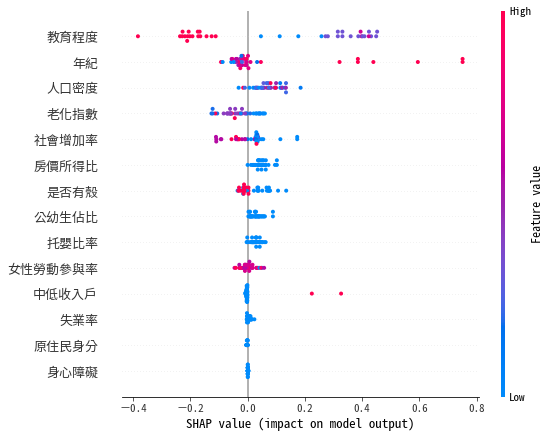 High
教育程度
年紀
人口密度
老化指數
社會增加率
房價所得比
是否有殼
公幼生佔比
托嬰比率
女性勞動參與率
中低收入戶
失業率
原住民身分
身心障礙
Feature value
Low
−0.4 −0.2 0.0 0.2 0.4 0.6 0.8
SHAP value (impact on model output)